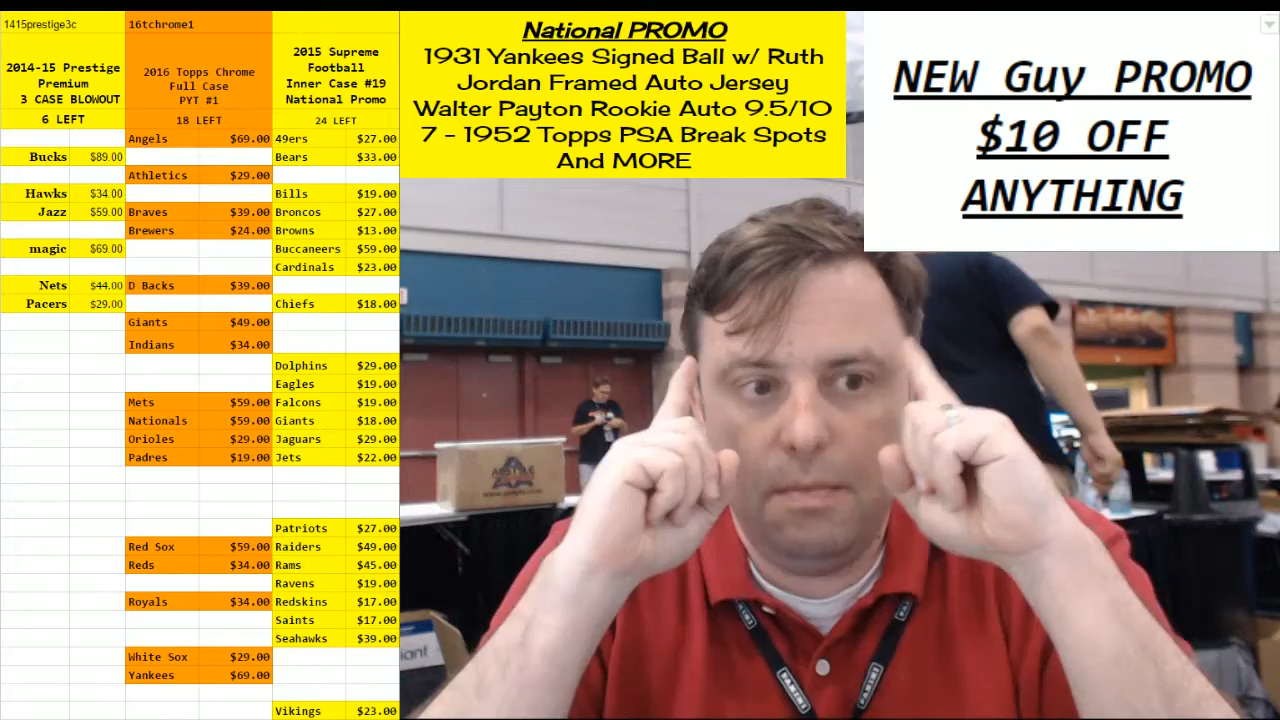 1415prestige3c
2014-15 Prestige
Premium
3 CASE BLOWOUT
6 LEFT
Bucks $89.00
Hawks $34.00
Jazz $59.00
magic $69.00
Nets $44.00
Pacers $29.00
16tchrome1
2016 Topps Chrome
Full Case
PYT #1
18 LEFT
Angels $69.00
Athletics $29.00
Braves $39.00
Brewers $24.00
D Backs $39.00
Giants $49.00
Indians $34.00
Mets $59.00
Nationals $59.00
Orioles $29.00
Padres $19.00
Red Sox $59.00
Reds $34.00
Royals $34.00
White Sox $29.00
Yankees $69.00
2015 Supreme
Football
Inner Case #19
National Promo
24 LEFT
49ers $27.00
Bears $33.00
Bills $19.00
Broncos $27.00
Browns $13.00
Buccaneers $59.00
Cardinals $23.00
Chiefs $18.00
Dolphins $29.00
Eagles $19.00
Falcons $19.00
Giants $18.00
Jaguars $29.00
Jets $22.00
Patriots $27.00
Raiders $49.00
Rams $45.00
Ravens $19.00
Redskins $17.00
Saints $17.00
Seahawks $39.00
Vikings $23.00
National PROMO
1931 Yankees Signed Ball w/ Ruth
Jordan Framed Auto Jersey
Walter Payton Rookie Auto 9.5/10
7 - 1952 Topps PSA Break Spots
And MORE
NEW Guy PROMO
$10 OFF
ANYTHING
PANINI
PANINI